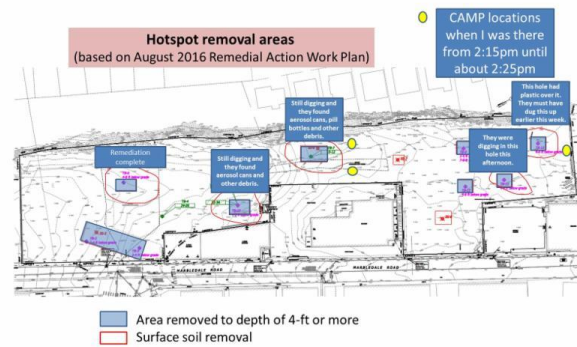 Hotspot removal areas
(based on August 2016 Remedial Action Work Plan)
CAMP locations
when I was there
from 2:15pm until
about 2:25pm
Still digging and
they found
aerosol cans, pill
bottles and other
debris.
This hole had
plastic over it. They
must have
dug this up
earlier this week.
Remediation
complete
Still digging and they found
aerosol cans
and other debris.
They were
digging in this
hole this
afternoon.
MARBLEDALE ROAD
MARBLEDALE ROAD
Area removed to depth of 4-ft or more
Surface soil removal